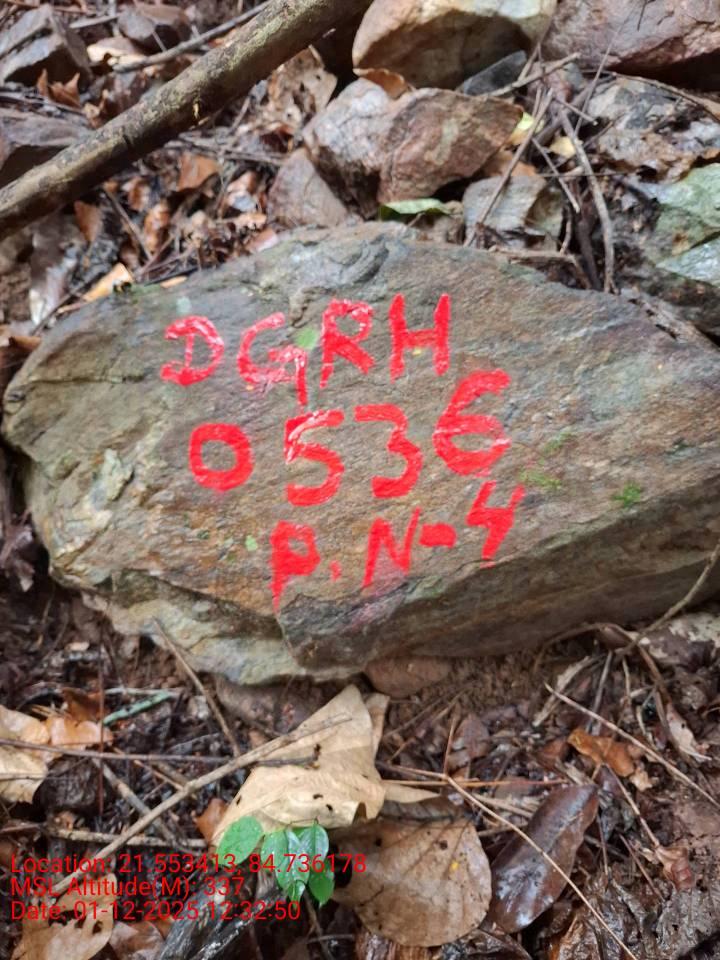 DGRH
0536
P.N-4
Location: 21.553413, 84.736178
MSL Altitude(M): 337
Date: 01-12-2025 12:32:50